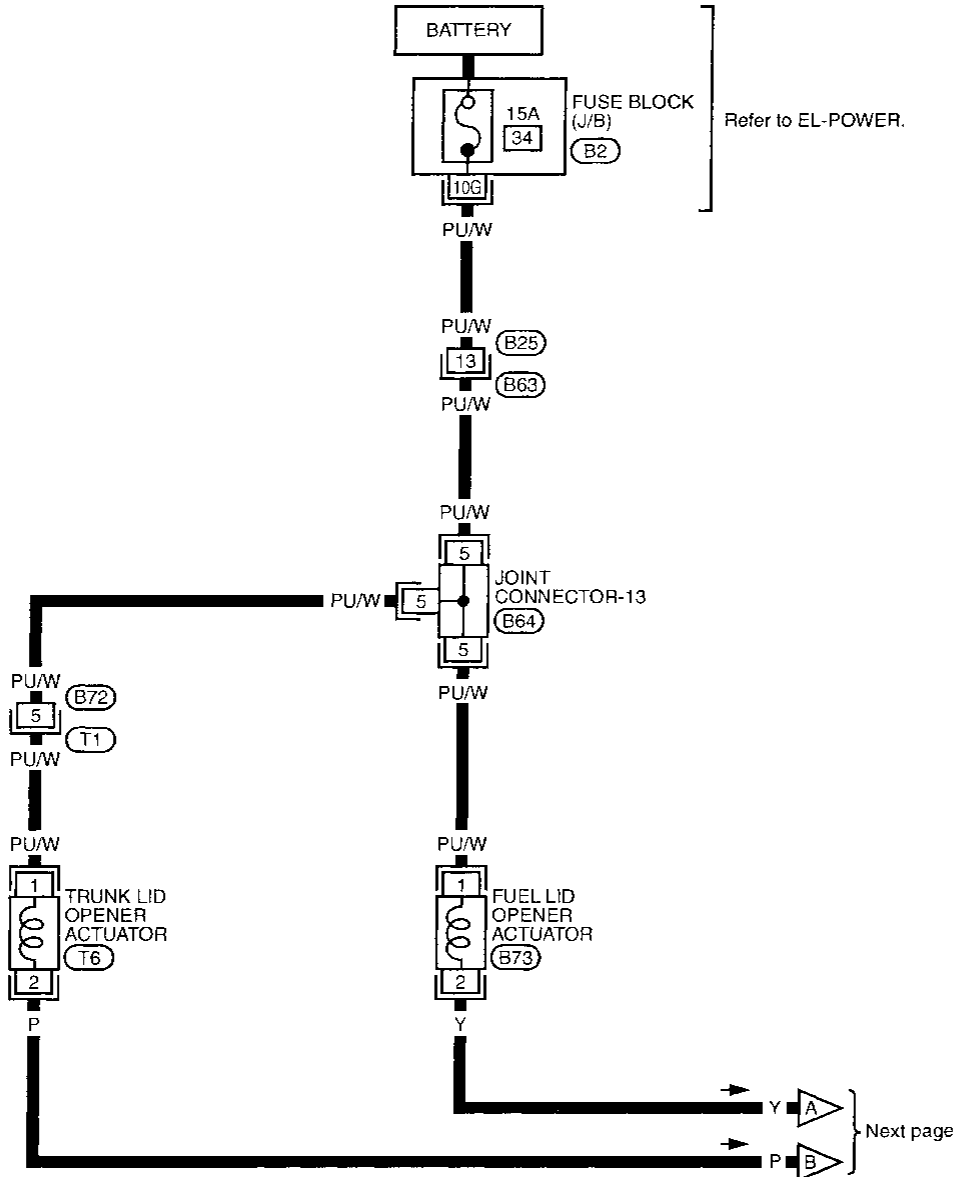 BATTERY
FUSE BLOCK
(J/B)
15A
34
B2
Refer to EL-POWER.
10G
PU/W
PU/W
B25
13
B63
PU/W
PU/W
5
JOINT
CONNECTOR-13
PU/W
5
B64
5
PU/W
PU/W
B72
5
T1
PU/W
PU/W
PU/W
1
TRUNK LID
OPENER
ACTUATOR
T6
2
1
FUEL LID
OPENER
ACTUATOR
B73
2
P
Y
Y
A
Next page
P
B